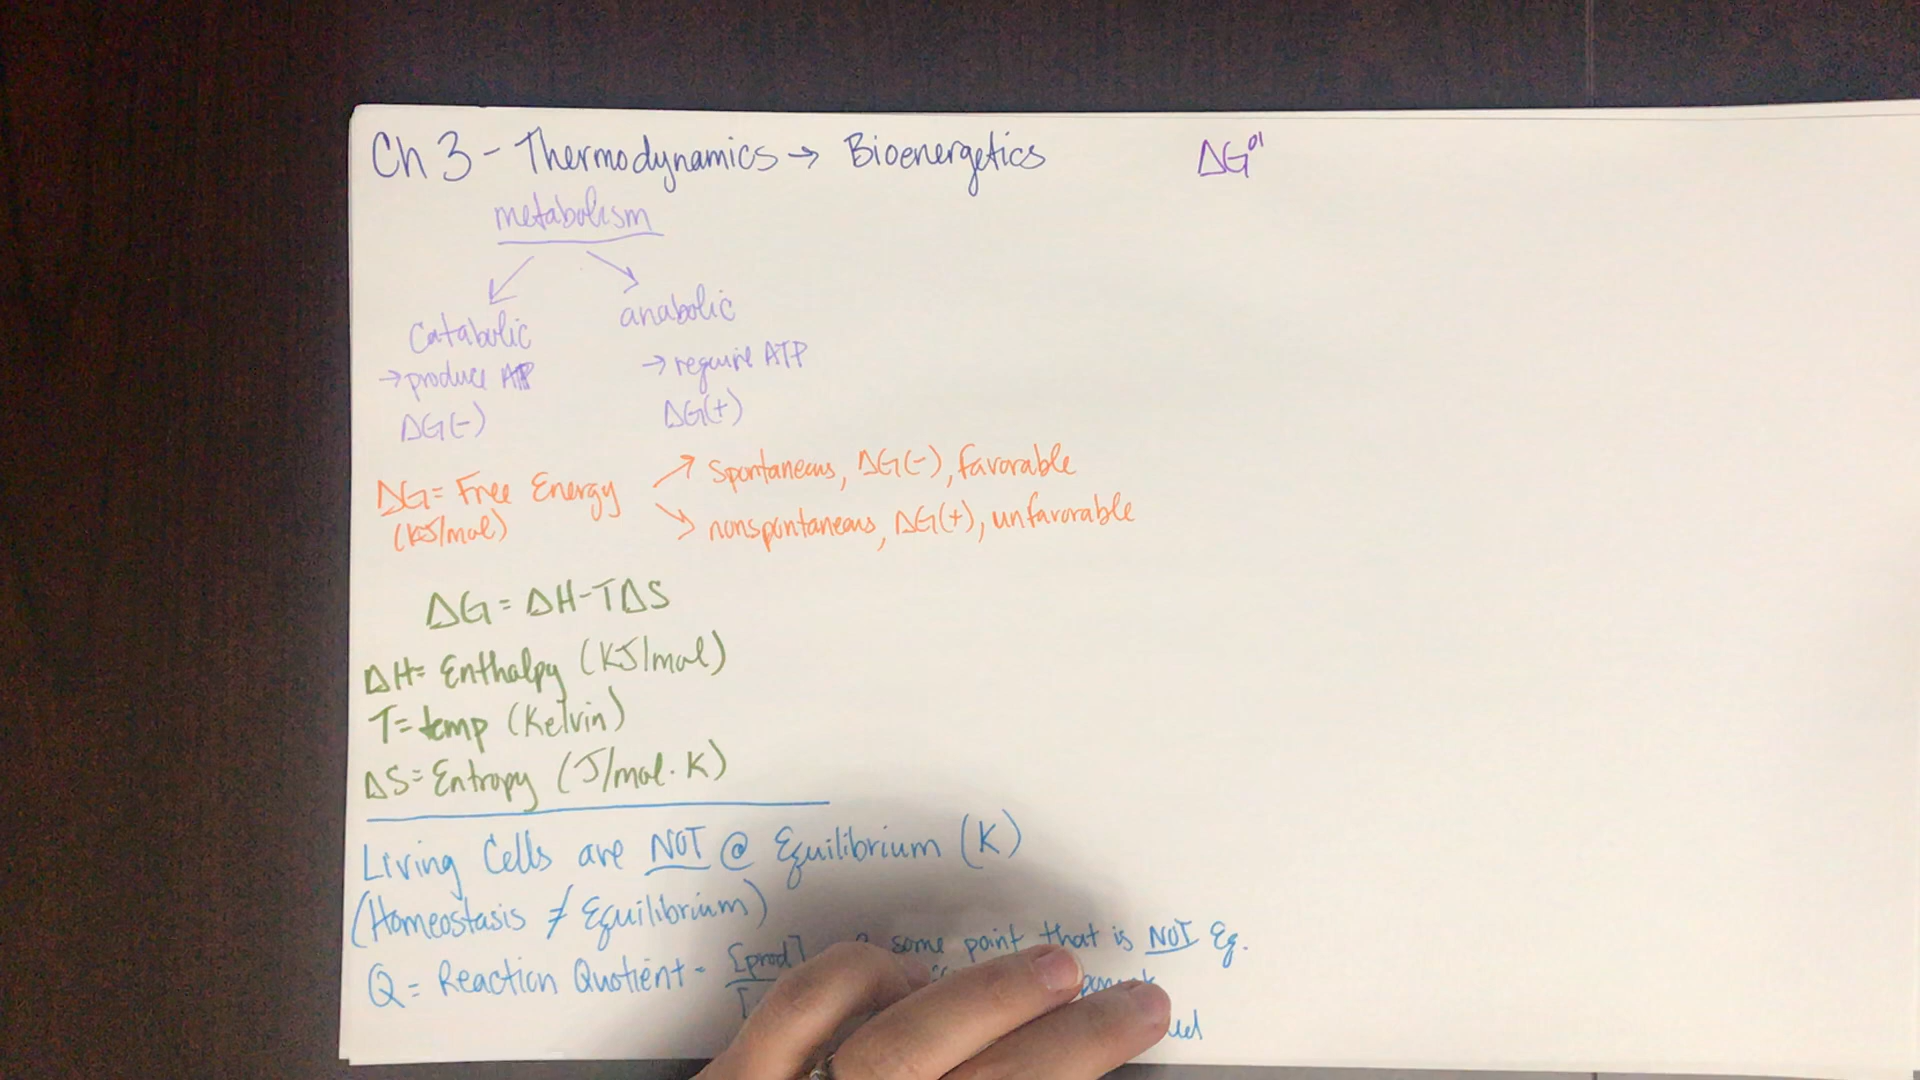 Ch 3 - Thermodynamics → Bioenergetics
ΔG°'
metabolism
Catabolic
→ produce ATP
ΔG(-)
anabolic
→ require ATP
ΔG(+)
ΔG = Free Energy
(KJ/mol)
↗ Spontaneous, ΔG(-), favorable
↘ nonspontaneous, ΔG(+), unfavorable
ΔG = ΔH-TΔS
ΔH = Enthalpy (KJ/mol)
T = temp (Kelvin)
ΔS = Entropy (J/mol·K)
Living Cells are NOT @ Equilibrium (K)
(Homeostasis ≠ Equilibrium)
Q = Reaction Quotient - [prod] some point that is NOT Eq.